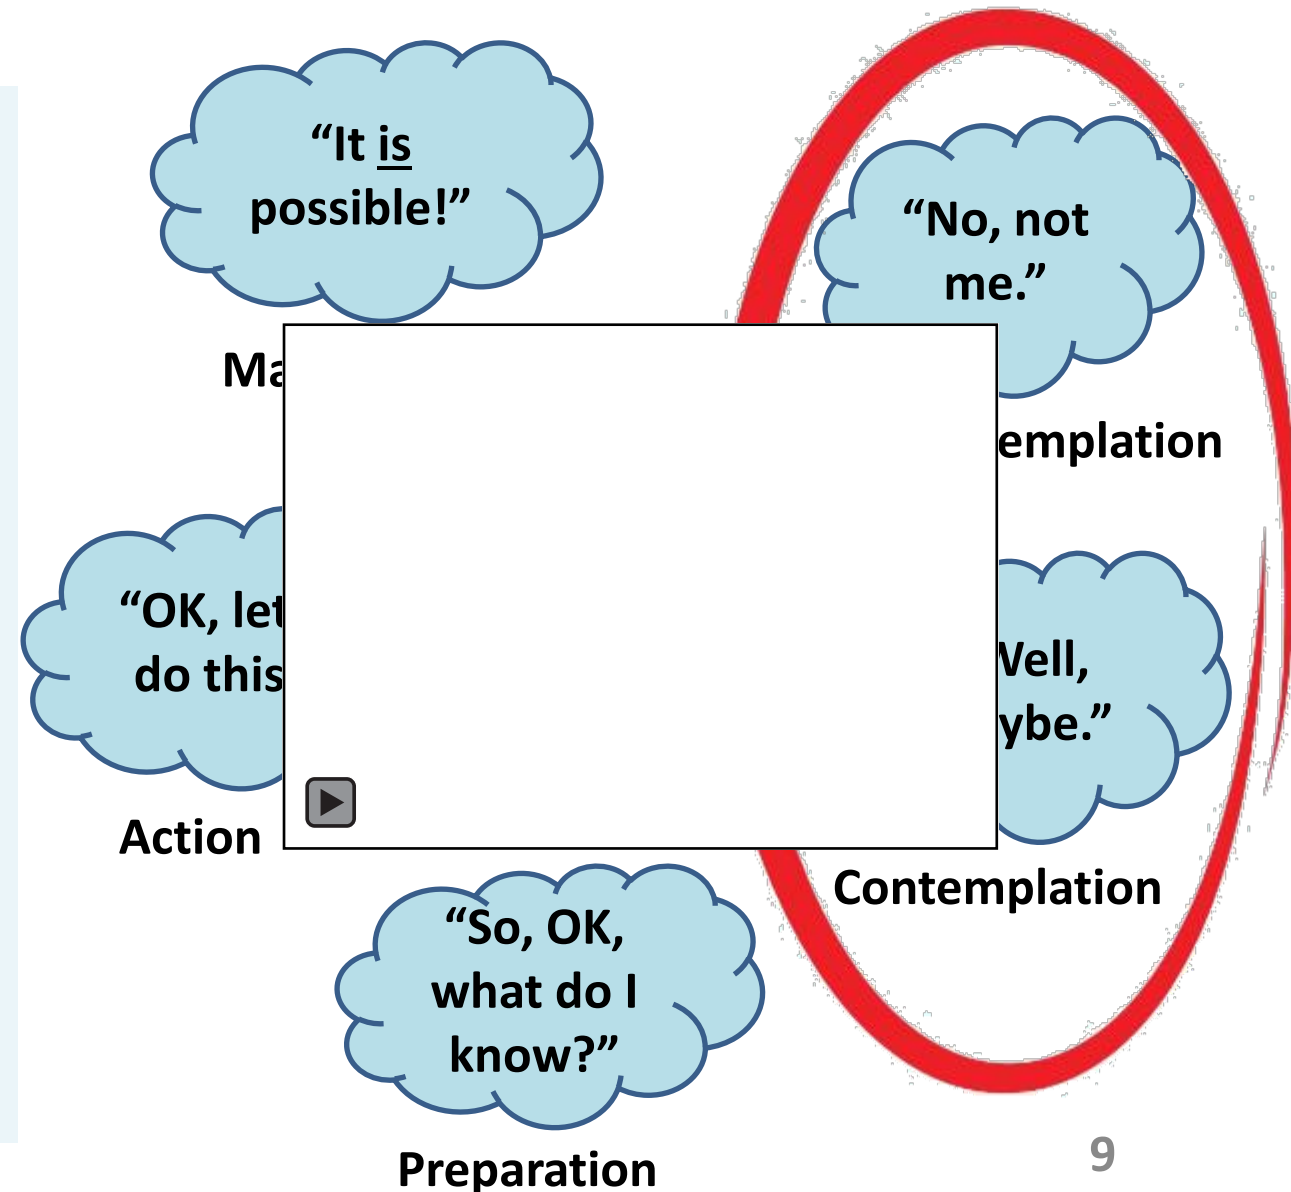 “It is
possible!”
“No, not
me.”
Ma
emplation
“OK, let
do this
Well,
ybe.”
Action
Contemplation
“So, OK,
what do I
know?”
Preparation
9